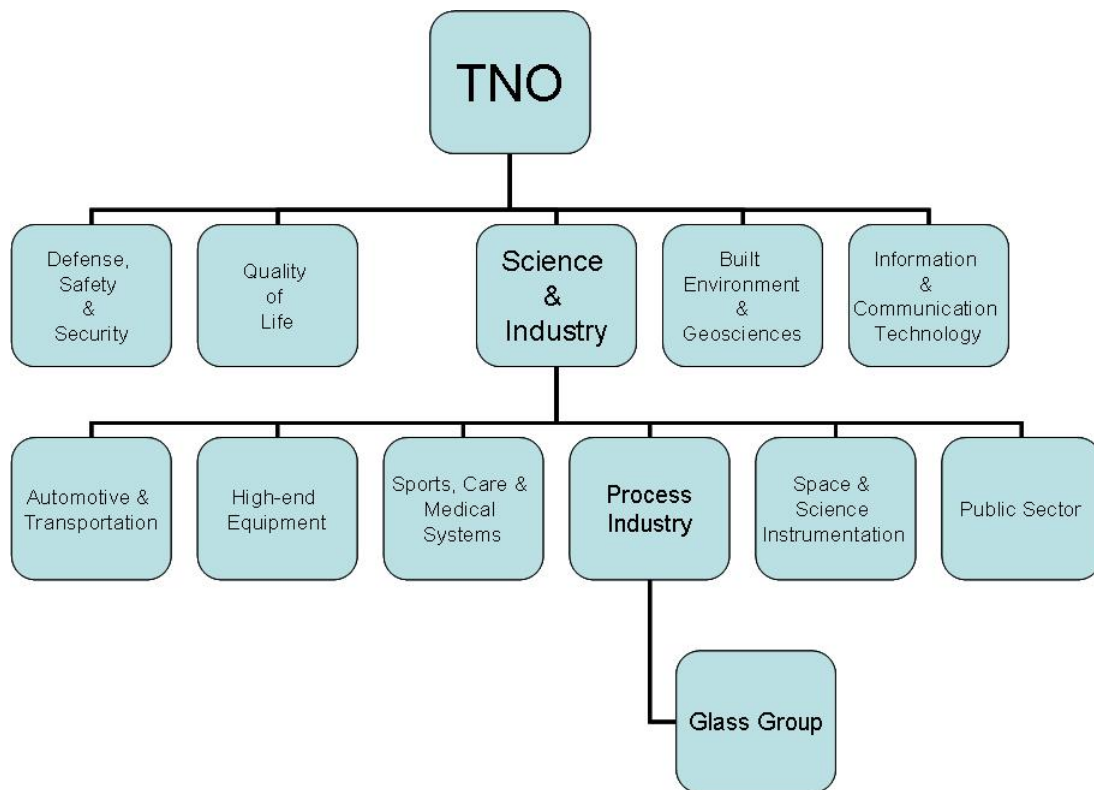 TNO
Defense,
Safety
&
Security
Quality
of
Life
Science
&
Industry
Built
Environment
&
Geosciences
Information
&
Communication
Technology
Automotive &
Transportation
High-end
Equipment
Sports, Care &
Medical
Systems
Process
Industry
Space &
Science
Instrumentation
Public Sector
Glass Group